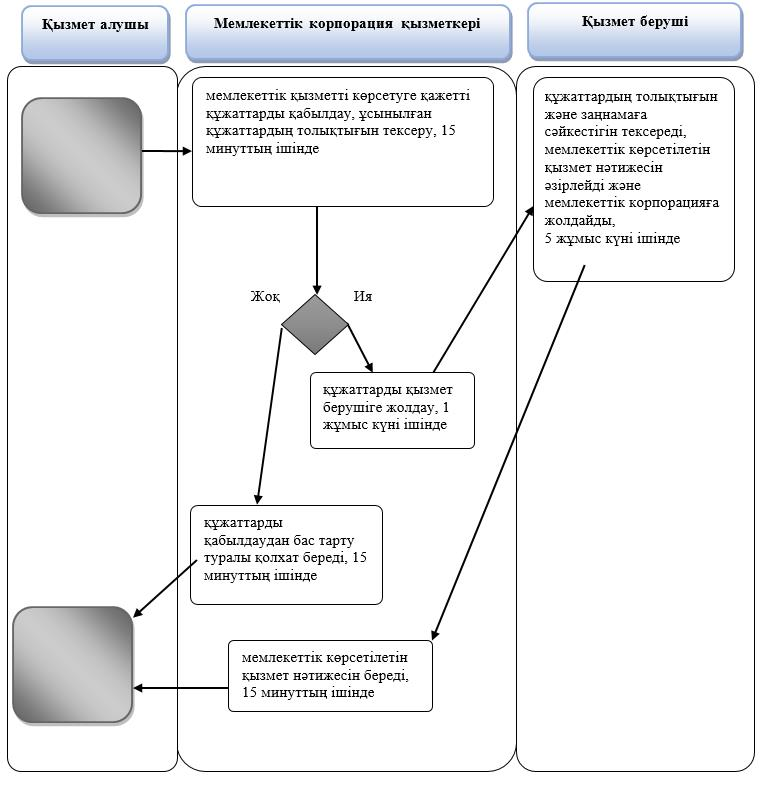 Қызмет алушы
Мемлекеттік корпорация қызметкері
Қызмет беруші
мемлекеттік қызметті көрсетуге қажетті
құжаттарды қабылдау, ұсынылған
құжаттардың толықтығын тексеру, 15
минуттың ішінде
құжаттардың толықтығын
және заңнамаға
сәйкестігін тексереді,
мемлекеттік көрсетілетін
қызмет нәтижесін
әзірлейді және
мемлекеттік корпорацияға
жолдайды,
5 жұмыс күні ішінде
Жоқ
Ия
құжаттарды қызмет
берушіге жолдау, 1
жұмыс күні ішінде
құжаттарды
қабылдаудан бас тарту
туралы қолхат береді, 15
минуттың ішінде
мемлекеттік көрсетілетін
қызмет нәтижесін береді,
15 минуттың ішінде